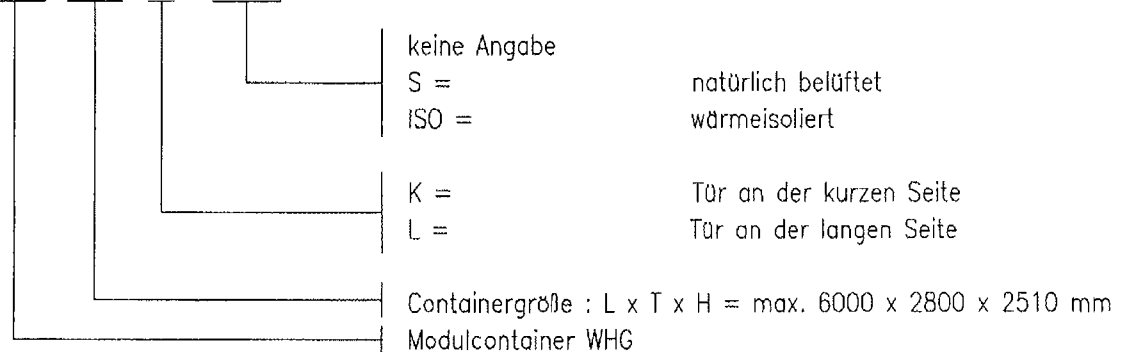 keine Angabe
S = natürlich belüftet
ISO = wärmeisoliert
K = Tür an der kurzen Seite
L = Tür an der langen Seite
Containergröße : L x T x H = max. 6000 x 2800 x 2510 mm
Modulcontainer WHG